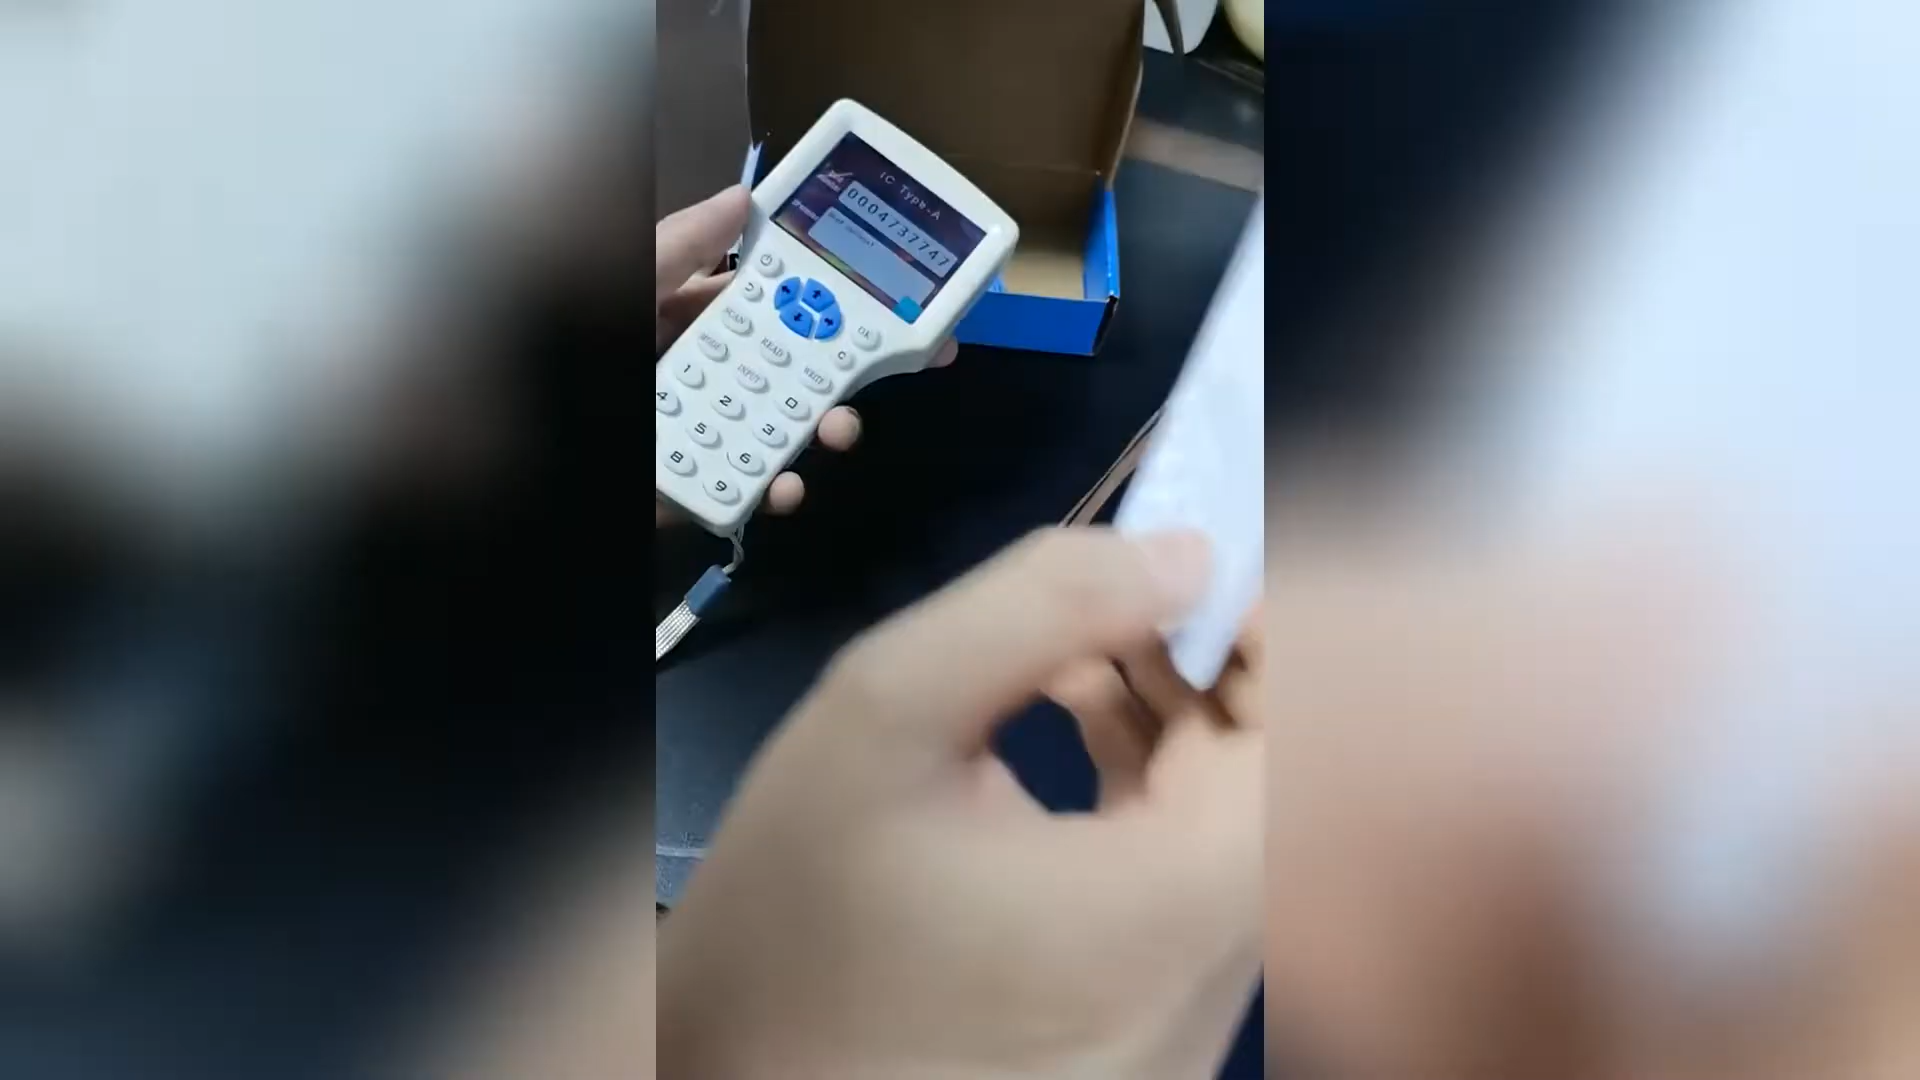 IC Type-A
0004737747
SCAN
OK
MODE
READ
C
INPUT
WRITE
1
2
0
4
5
3
8
6
9